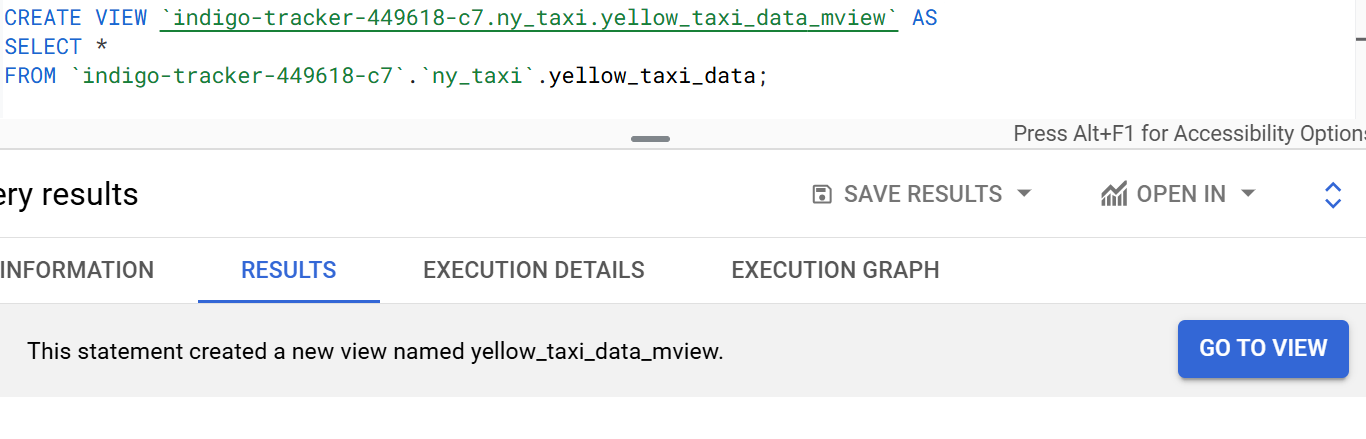 CREATE VIEW `indigo-tracker-449618-c7.ny_taxi.yellow_taxi_data_mview` AS
SELECT *
FROM `indigo-tracker-449618-c7`.`ny_taxi`.yellow_taxi_data;
Press Alt+F1 for Accessibility Options
ery results
SAVE RESULTS
OPEN IN
INFORMATION
RESULTS
EXECUTION DETAILS
EXECUTION GRAPH
This statement created a new view named yellow_taxi_data_mview.
GO TO VIEW